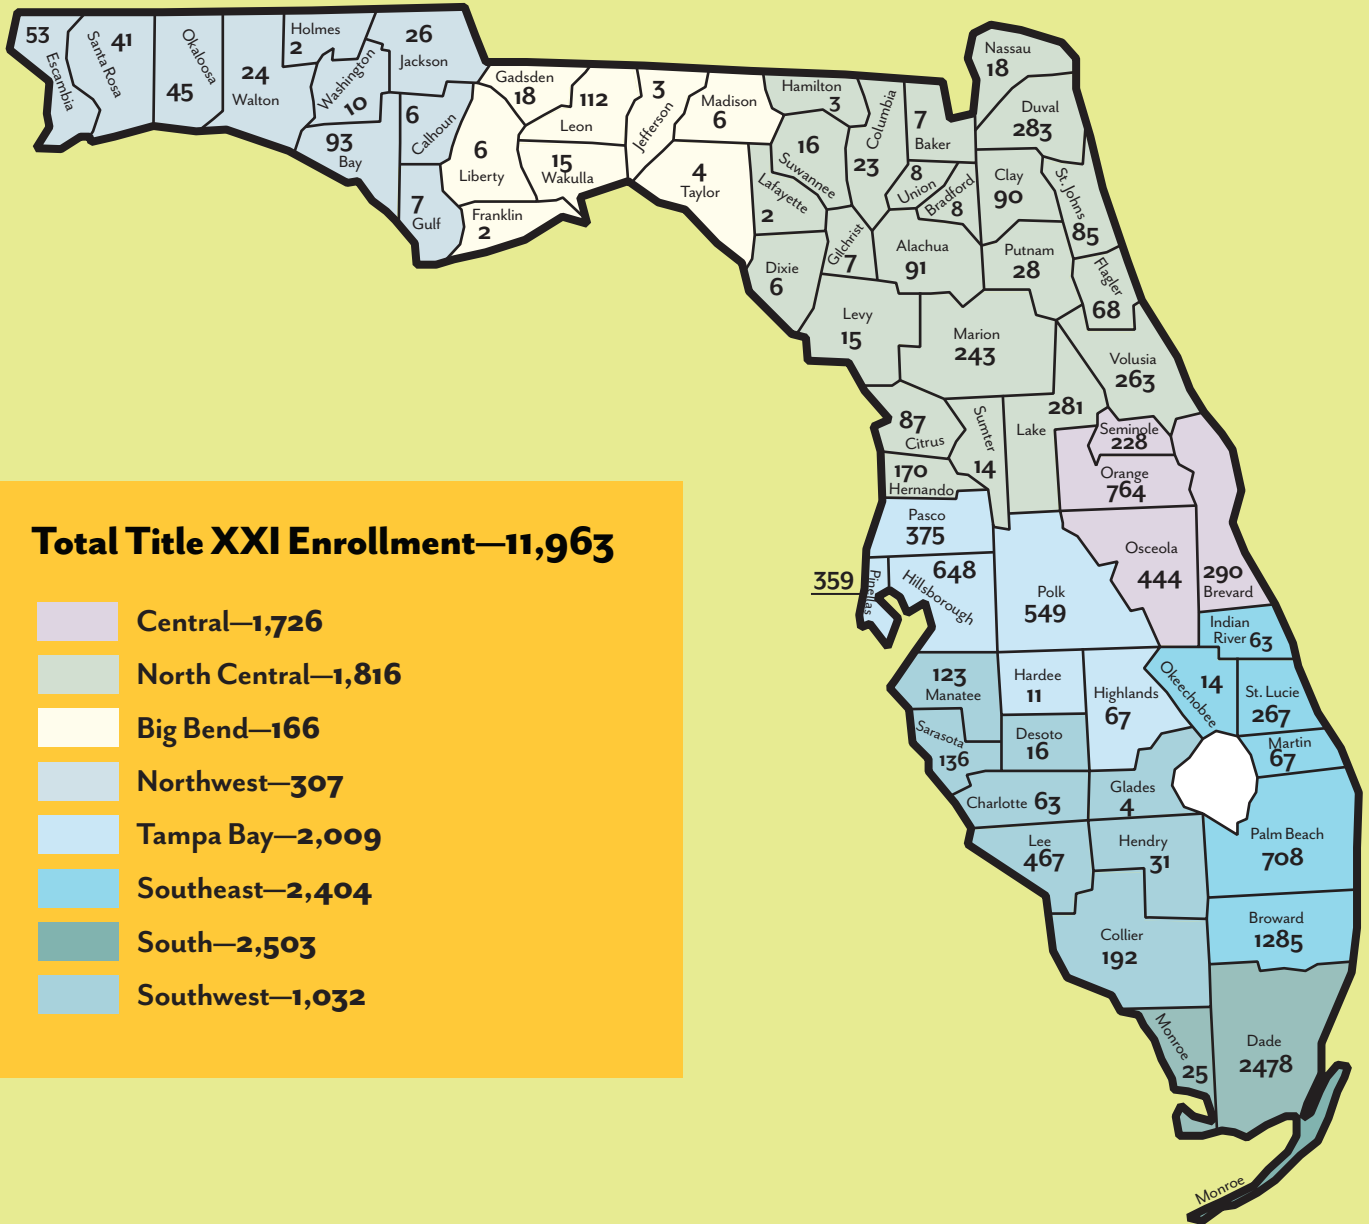 53
Escambia
Santa Rosa
41
Okaloosa
45
24
Walton
Holmes
2
Washington
10
26
Jackson
93
Bay
6
Calhoun
7
Gulf
Gadsden
18
112
Leon
6
Liberty
15
Wakulla
Franklin
2
3
Jefferson
Madison
6
4
Taylor
Hamilton
3
16
Suwannee
Lafayette
2
Columbia
23
7
Baker
8
Union
Bradford
8
Nassau
18
Duval
283
Clay
90
St. Johns
85
Dixie
6
Gilchrist
7
Alachua
91
Putnam
28
Flagler
68
Levy
15
Marion
243
Volusia
263
87
Citrus
Sumter
14
281
Lake
170
Hernando
Seminole
228
Orange
764
Pasco
375
Osceola
444
290
Brevard
359
Pinellas
648
Hillsborough
Polk
549
Indian
River 63
123
Manatee
Hardee
11
Highlands
67
Okeechobee
14
St. Lucie
267
Sarasota
136
Desoto
16
Martin
67
Charlotte 63
Glades
4
Lee
467
Hendry
31
Palm Beach
708
Collier
192
Broward
1285
Monroe
25
Dade
2478
Monroe
Total Title XXI Enrollment—11,963
Central—1,726
North Central—1,816
Big Bend—166
Northwest—307
Tampa Bay—2,009
Southeast—2,404
South—2,503
Southwest—1,032